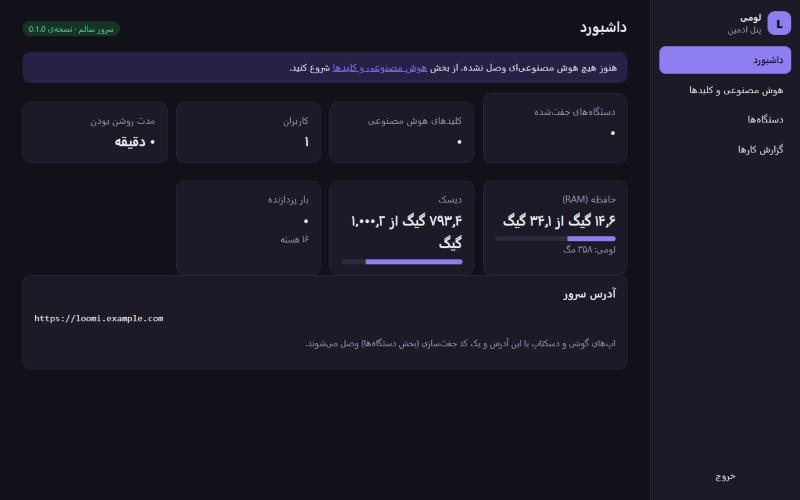 لومی
پنل ادمین
L
داشبورد
هوش مصنوعی و کلیدها
دستگاه‌ها
گزارش کارها
خروج
داشبورد
سرور سالم · نسخه‌ی 0.1.0
هنوز هیچ هوش مصنوعی‌ای وصل نشده. از بخش هوش مصنوعی و کلیدها شروع کنید.
دستگاه‌های جفت‌شده
۰
کلیدهای هوش مصنوعی
۰
کاربران
۱
مدت روشن بودن
۰ دقیقه
حافظه (RAM)
۱۴٫۶ گیگ از ۳۴٫۱ گیگ
لومی: ۳۵۸ مگ
دیسک
۷۹۳٫۴ گیگ از ۱٬۰۰۰٫۲
گیگ
بار پردازنده
۰
۱۶ هسته
آدرس سرور
https://loomi.example.com
اپ‌های گوشی و دسکتاپ با این آدرس و یک کد جفت‌سازی (بخش دستگاه‌ها) وصل می‌شوند.